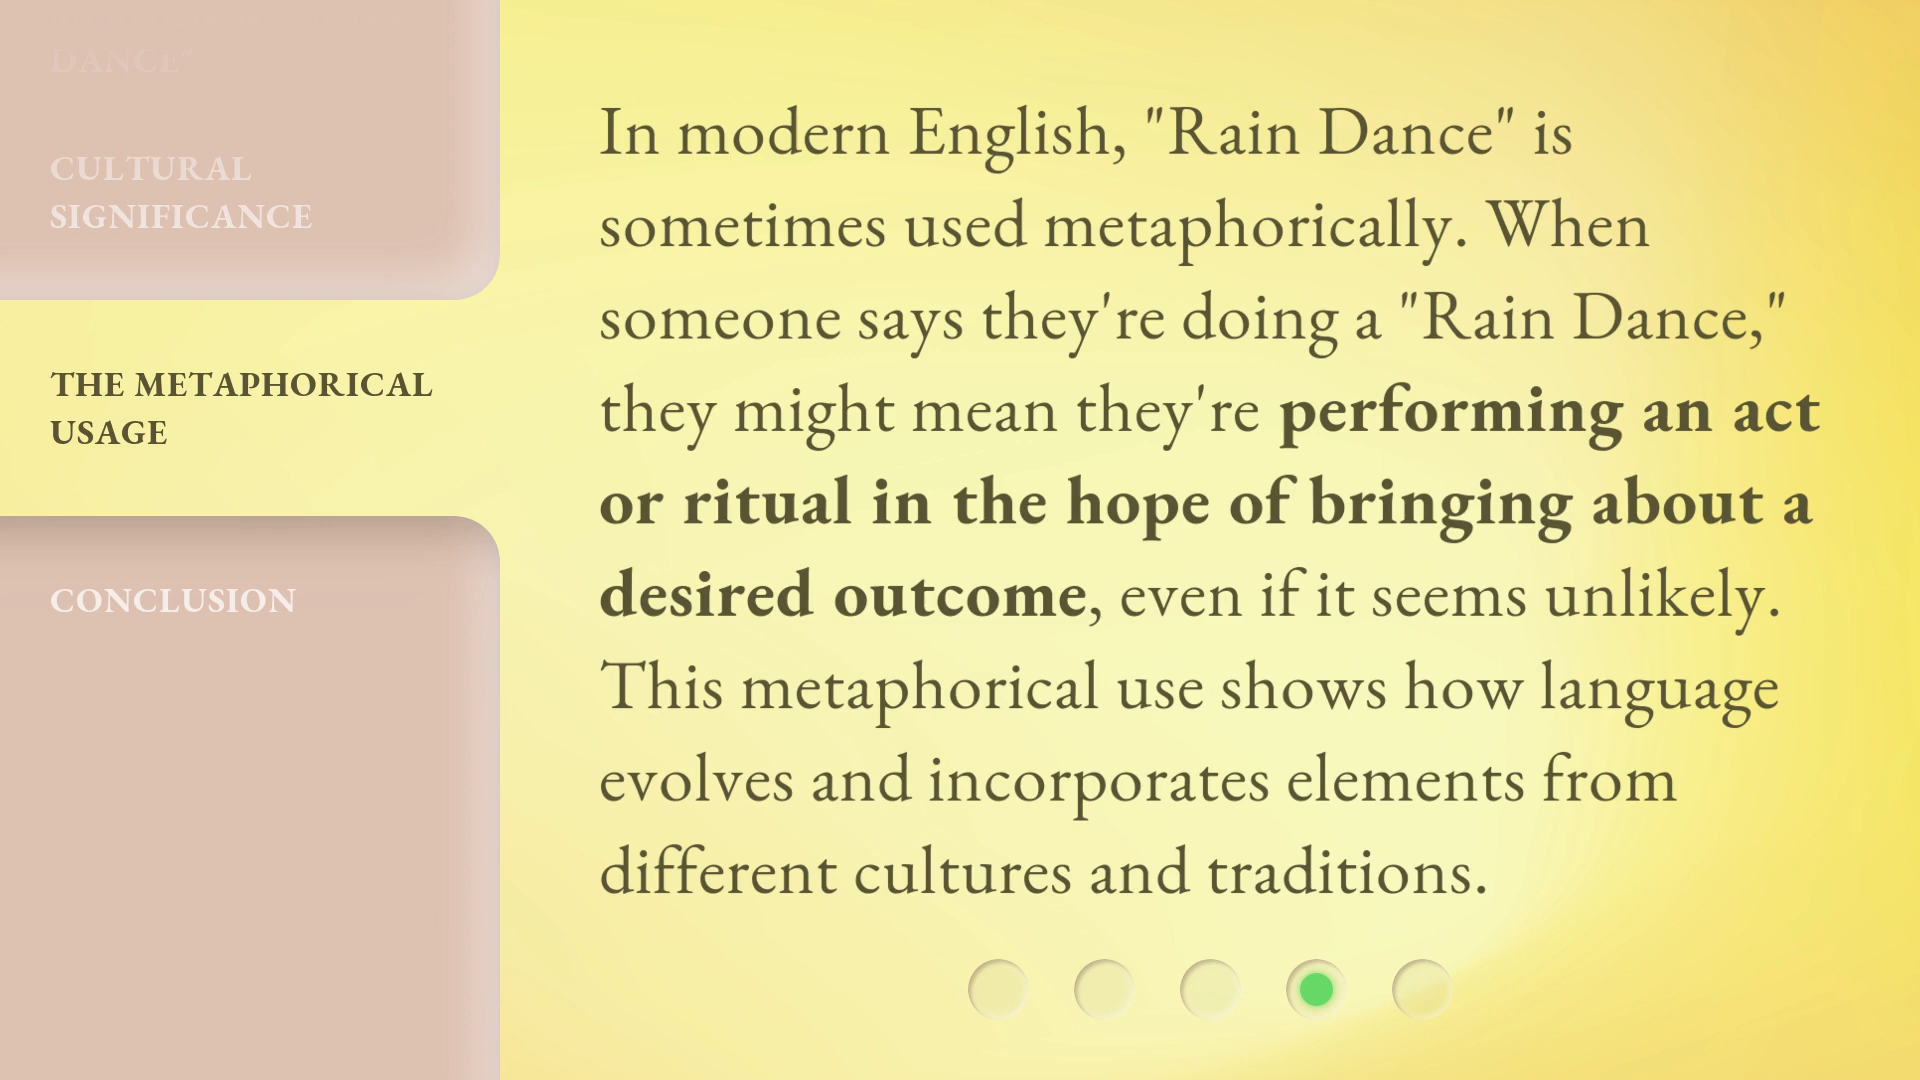 DANCE"
CULTURAL
SIGNIFICANCE
THE METAPHORICAL
USAGE
CONCLUSION
In modern English, "Rain Dance" is
sometimes used metaphorically. When
someone says they're doing a "Rain Dance,"
they might mean they're performing an act
or ritual in the hope of bringing about a
desired outcome, even if it seems unlikely.
This metaphorical use shows how language
evolves and incorporates elements from
different cultures and traditions.